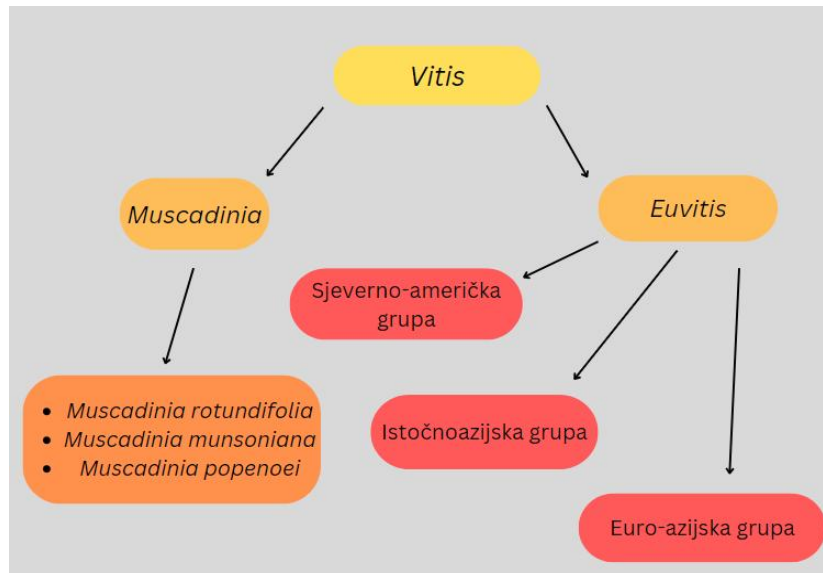 Vitis
Muscadinia
Euvitis
Sjeverno-američka
grupa
• Muscadinia rotundifolia
• Muscadinia munsoniana
• Muscadinia popenoei
Istočnoazijska grupa
Euro-azijska grupa